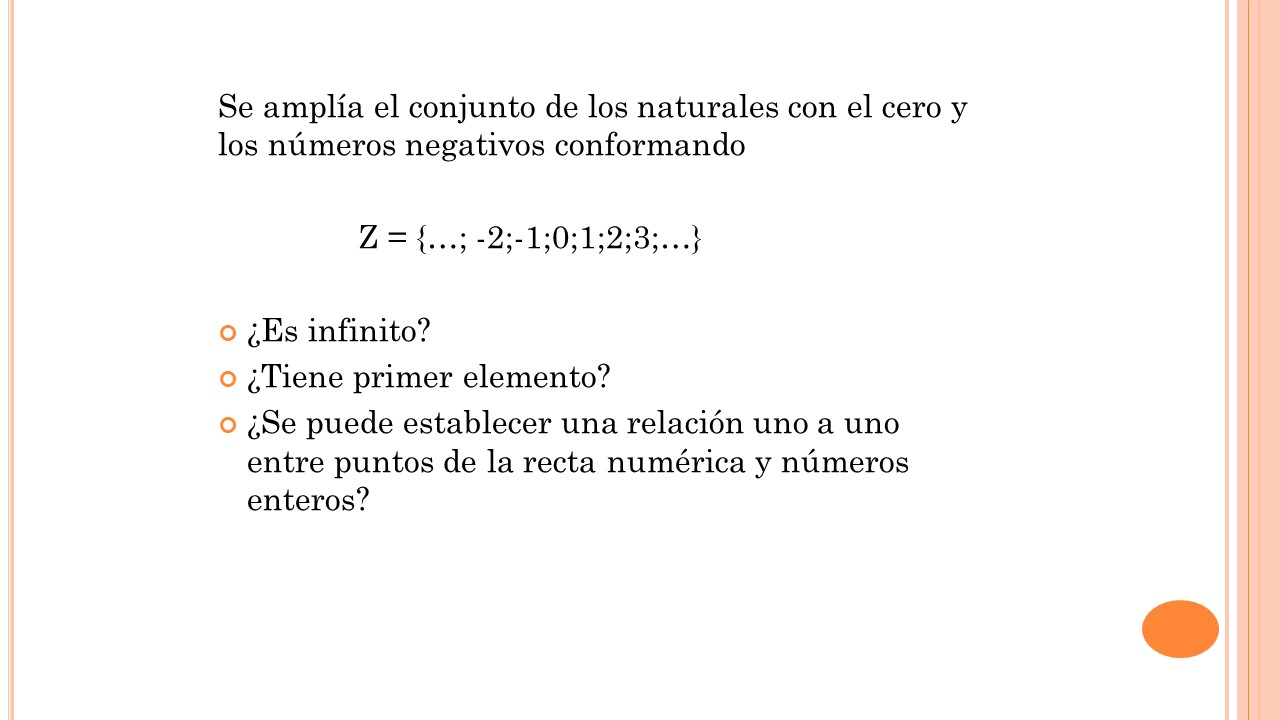 Se amplía el conjunto de los naturales con el cero y
los números negativos conformando
Z = {…; -2;-1;0;1;2;3;…}
¿Es infinito?
¿Tiene primer elemento?
¿Se puede establecer una relación uno a uno
entre puntos de la recta numérica y números
enteros?